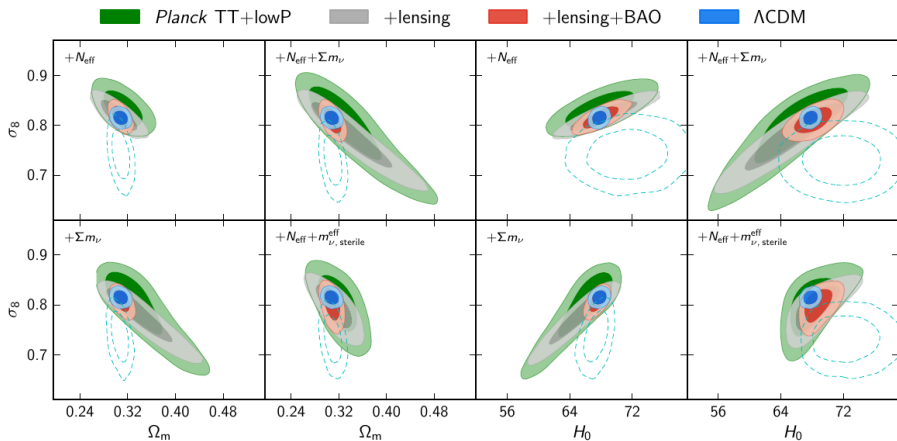 Planck TT+lowP +lensing +lensing+BAO ΛCDM
+N_eff +N_eff+Σm_ν +N_eff +N_eff+Σm_ν
0.9
0.8
0.7
σ_8
+Σm_ν +N_eff+m^eff_ν, sterile +Σm_ν +N_eff+m^eff_ν, sterile
0.9
0.8
0.7
σ_8
0.24 0.32 0.40 0.48 0.24 0.32 0.40 0.48 56 64 72 56 64 72
Ω_m Ω_m H_0 H_0